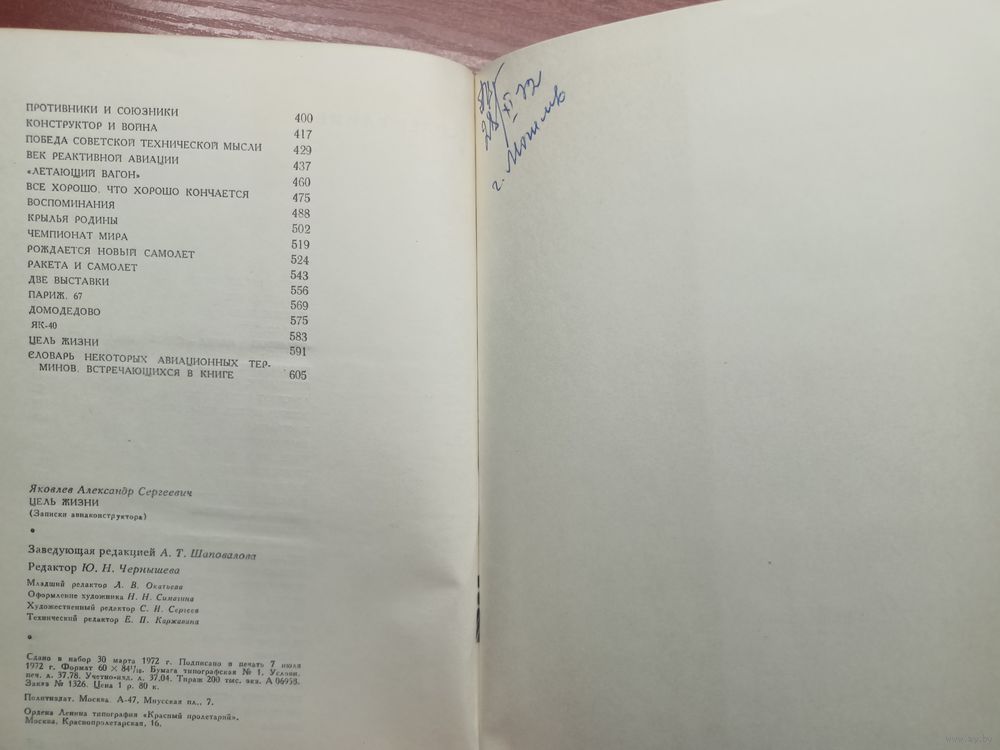 ПРОТИВНИКИ И СОЮЗНИКИ 400
КОНСТРУКТОР И ВОЙНА 417
ПОБЕДА СОВЕТСКОЙ ТЕХНИЧЕСКОЙ МЫСЛИ 429
ВЕК РЕАКТИВНОЙ АВИАЦИИ 437
«ЛЕТАЮЩИЙ ВАГОН» 460
ВСЕ ХОРОШО, ЧТО ХОРОШО КОНЧАЕТСЯ 475
ВОСПОМИНАНИЯ 488
КРЫЛЬЯ РОДИНЫ 502
ЧЕМПИОНАТ МИРА 519
РОЖДАЕТСЯ НОВЫЙ САМОЛЕТ 524
РАКЕТА И САМОЛЕТ 543
ДВЕ ВЫСТАВКИ 556
ПАРИЖ, 67 569
ДОМОДЕДОВО 575
ЯК-40 583
ЦЕЛЬ ЖИЗНИ 591
СЛОВАРЬ НЕКОТОРЫХ АВИАЦИОННЫХ ТЕР-
МИНОВ, ВСТРЕЧАЮЩИХСЯ В КНИГЕ 605
Яковлев Александр Сергеевич
ЦЕЛЬ ЖИЗНИ
(Записки авиаконструктора)
Заведующая редакцией А. Т. Шаповалова
Редактор Ю. Н. Чернышева
Младший редактор Л. В. Окатьева
Оформление художника Н. Н. Симагина
Художественный редактор С. И. Сергеев
Технический редактор Е. П. Каржавина
Сдано в набор 30 марта 1972 г. Подписано в печать 7 июля
1972 г. Формат 60 × 84¹/₁₆. Бумага типографская № 1. Условн.
печ. л. 37,78. Учетно-изд. л. 37,04. Тираж 200 тыс. экз. А 06958.
Заказ № 1326. Цена 1 р. 80 к.
Политиздат. Москва, А-47, Миусская пл., 7.
Ордена Ленина типография «Красный пролетарий».
Москва, Краснопролетарская, 16.
28/XI-72
г. Могилев